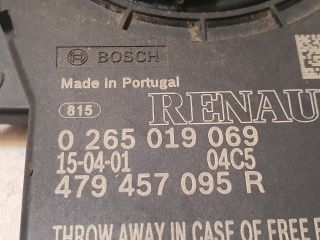 BOSCH
Made in Portugal
815
RENAU
0 265 019 069
15-04-01 04C5
479 457 095 R
THROW AWAY IN CASE OF FREE F